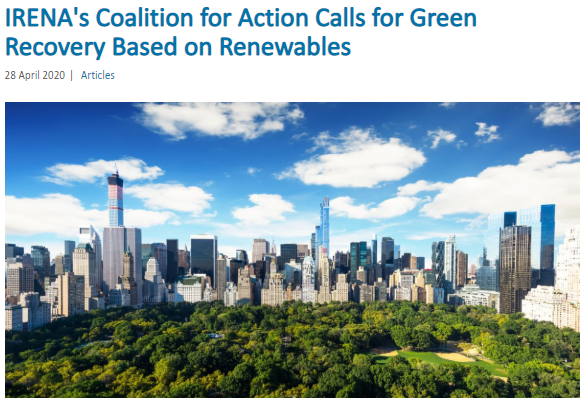 IRENA's Coalition for Action Calls for Green
Recovery Based on Renewables
28 April 2020 | Articles